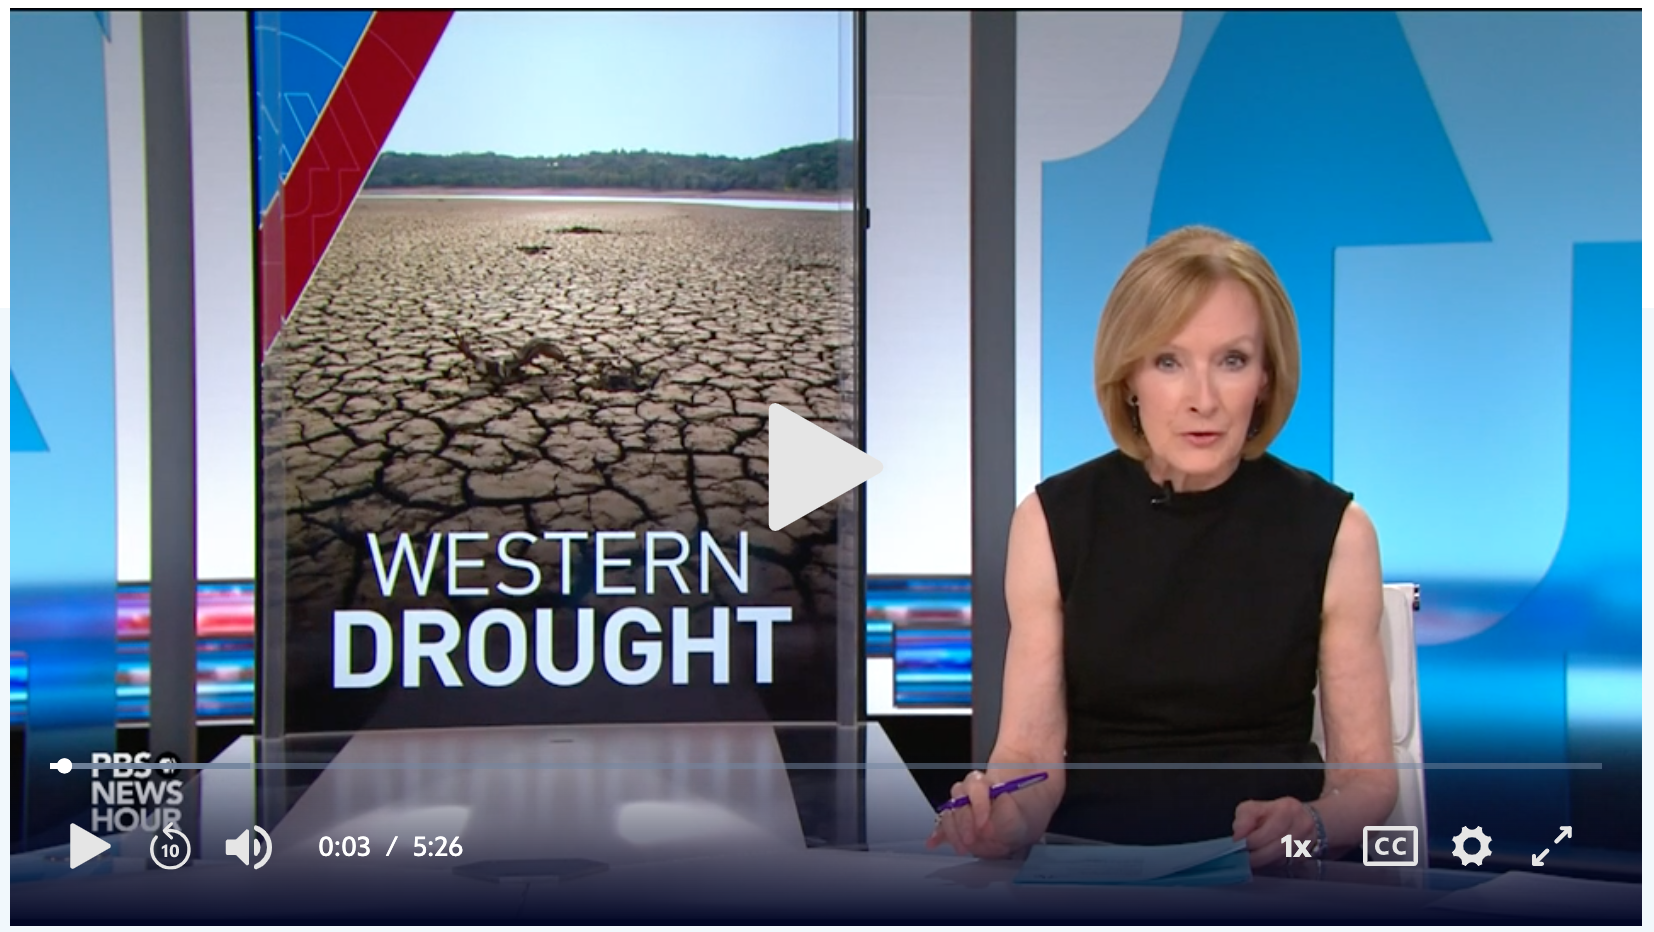 WESTERN
DROUGHT
PBS
NEWS
HOUR
10
0:03 / 5:26
1x
CC